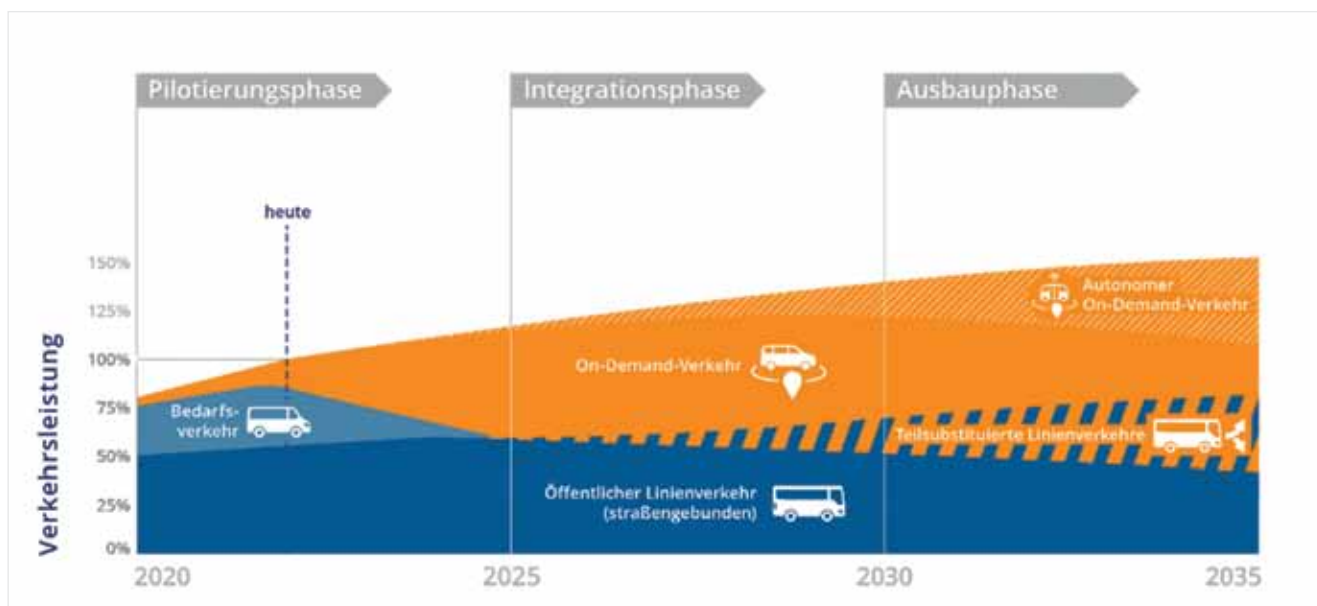 Pilotierungsphase
Integrationsphase
Ausbauphase
heute
150%
125%
100%
75%
50%
25%
0%
Verkehrsleistung
Autonomer
On-Demand-Verkehr
On-Demand-Verkehr
Bedarfs-
verkehr
Teilsubstituierte Linienverkehre
Öffentlicher Linienverkehr
(straßengebunden)
2020
2025
2030
2035